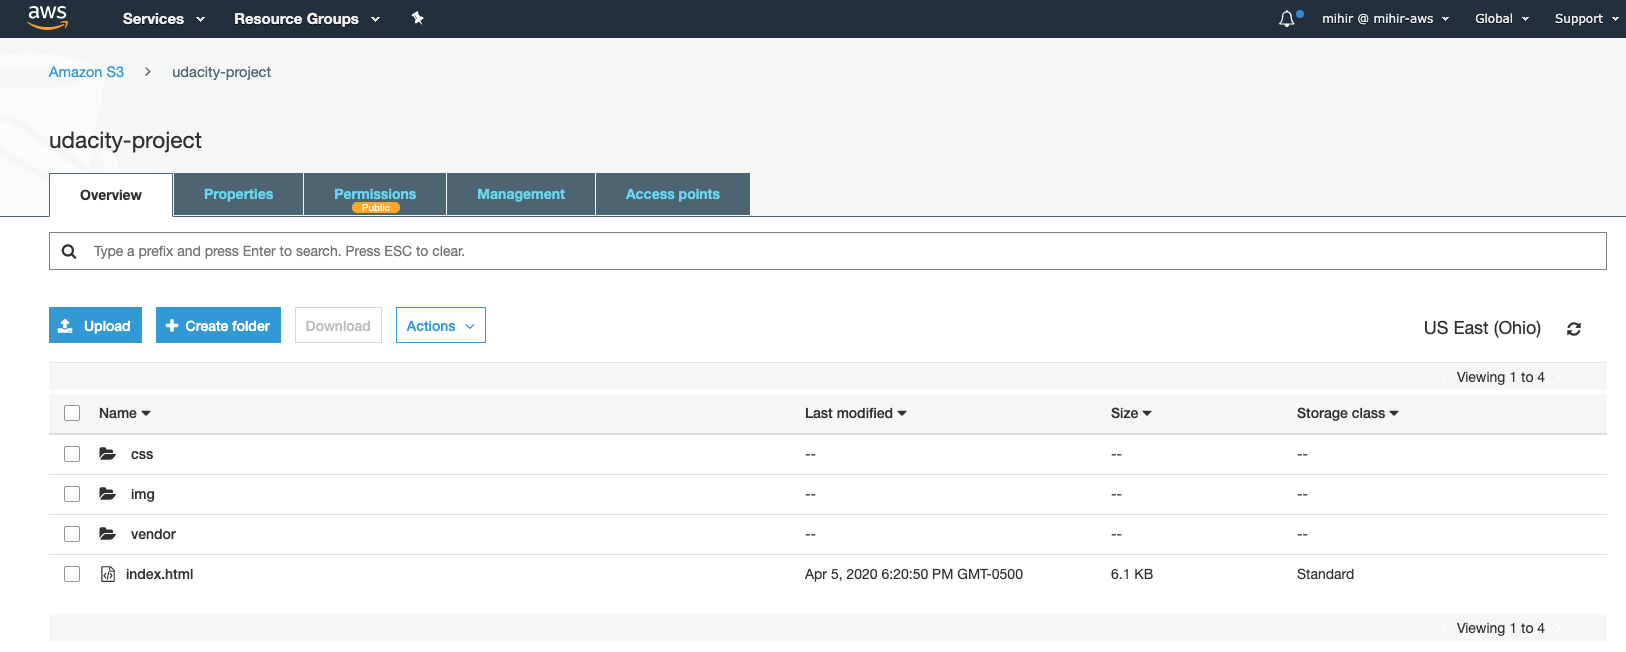 aws Services Resource Groups mihir @ mihir-aws Global Support
Amazon S3 > udacity-project
udacity-project
Overview Properties Permissions Management Access points
Public
Type a prefix and press Enter to search. Press ESC to clear.
Upload + Create folder Download Actions US East (Ohio)
Viewing 1 to 4
Name Last modified Size Storage class
css -- -- --
img -- -- --
vendor -- -- --
index.html Apr 5, 2020 6:20:50 PM GMT-0500 6.1 KB Standard
Viewing 1 to 4